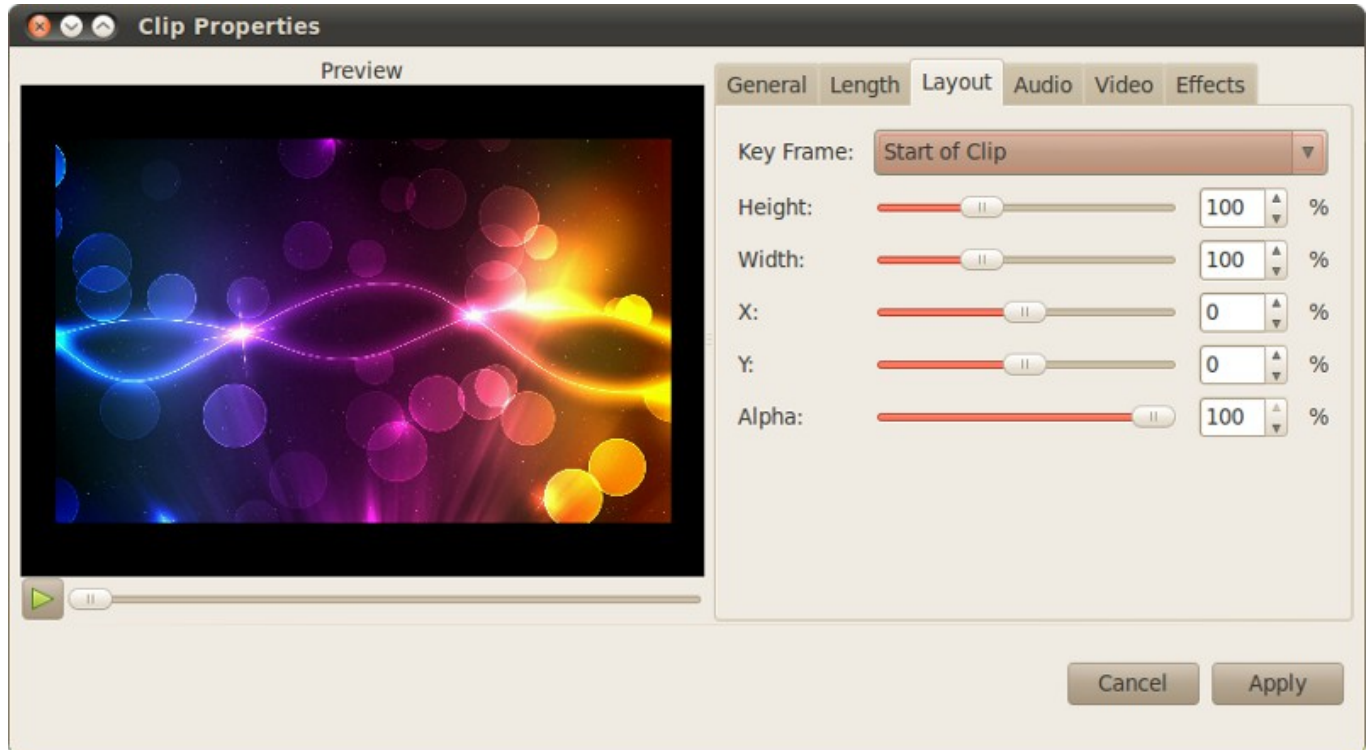 Clip Properties
Preview
General Length Layout Audio Video Effects
Key Frame: Start of Clip
Height: 100 %
Width: 100 %
X: 0 %
Y: 0 %
Alpha: 100 %
Cancel Apply